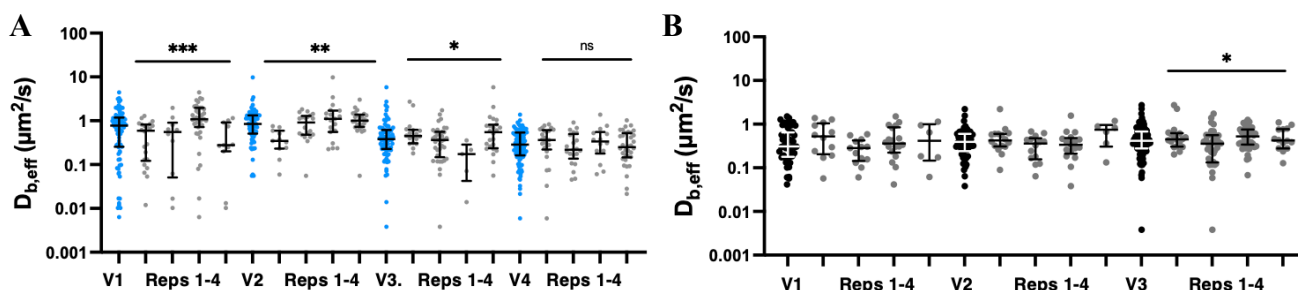 A
D_b,eff (μm²/s)
100
10
1
0.1
0.01
0.001
*** ** * ns
V1 Reps 1-4 V2 Reps 1-4 V3. Reps 1-4 V4 Reps 1-4
B
D_b,eff (μm²/s)
100
10
1
0.1
0.01
0.001
*
V1 Reps 1-4 V2 Reps 1-4 V3 Reps 1-4